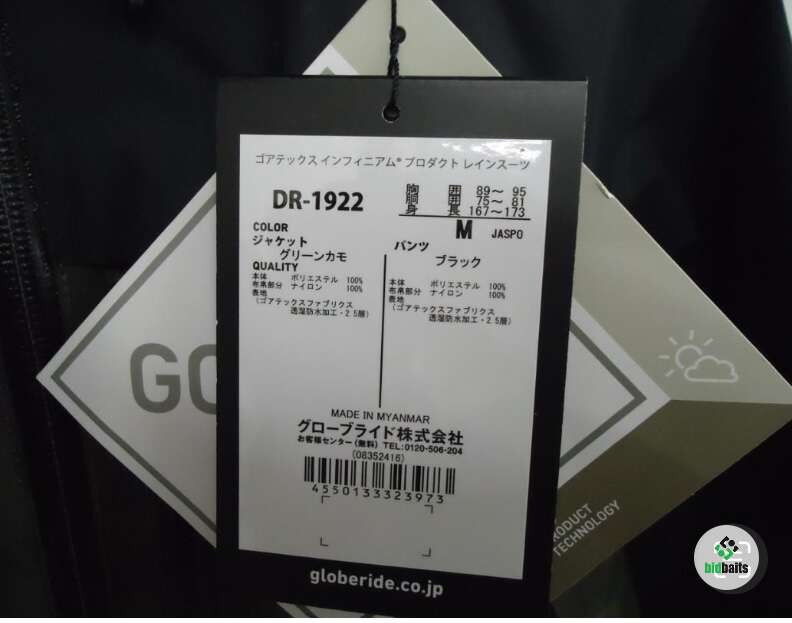 ゴアテックス インフィニアム® プロダクト レインスーツ
DR-1922
胸 囲 89～ 95
胴 囲 75～ 81
身 長 167～173
M JASPO
COLOR
ジャケット
グリーンカモ
QUALITY
本体 ポリエステル 100%
布帛部分 ナイロン 100%
表地
(ゴアテックスファブリクス
透湿防水加工・2.5層)
パンツ
ブラック
本体 ポリエステル 100%
布帛部分 ナイロン 100%
表地
(ゴアテックスファブリクス
透湿防水加工・2.5層)
MADE IN MYANMAR
グローブライド株式会社
お客様センター(無料) TEL:0120-506-204
(08352416)
4550133323973
globeride.co.jp
GO
PRODUCT
TECHNOLOGY
bidbaits